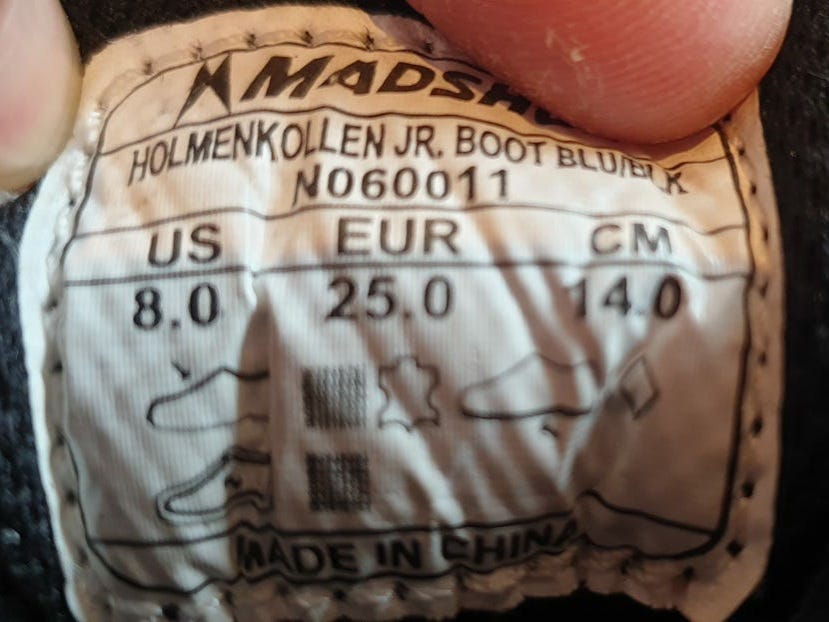 MADSH
HOLMENKOLLEN JR. BOOT BLU/BLK
N060011
US EUR CM
8.0 25.0 14.0
MADE IN CHINA